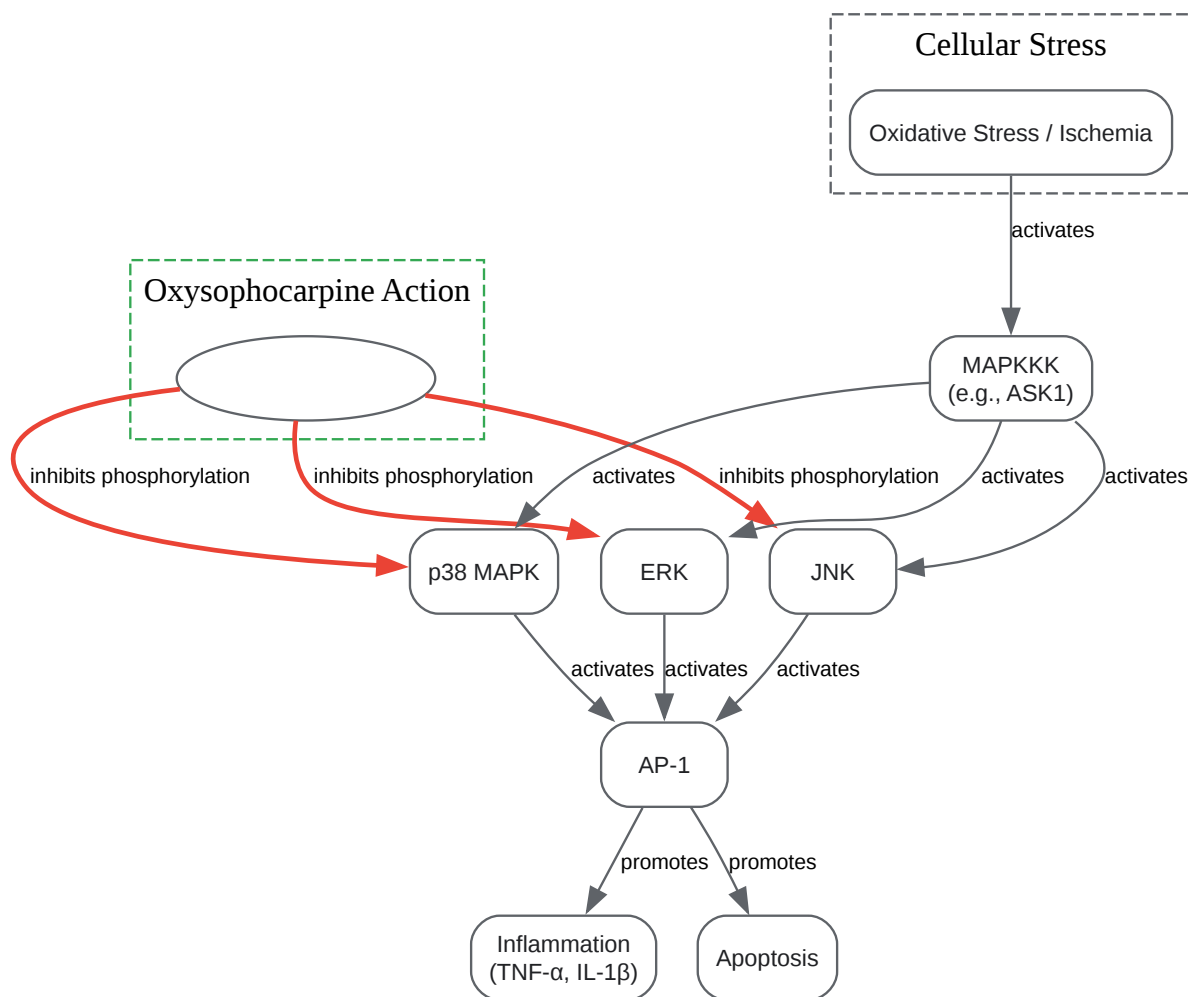 Cellular Stress
Oxidative Stress / Ischemia
activates
Oxysophocarpine Action
MAPKKK
(e.g., ASK1)
inhibits phosphorylation
inhibits phosphorylation
activates
inhibits phosphorylation
activates
activates
p38 MAPK
ERK
JNK
activates
activates
activates
AP-1
promotes
promotes
Inflammation
(TNF-α, IL-1β)
Apoptosis